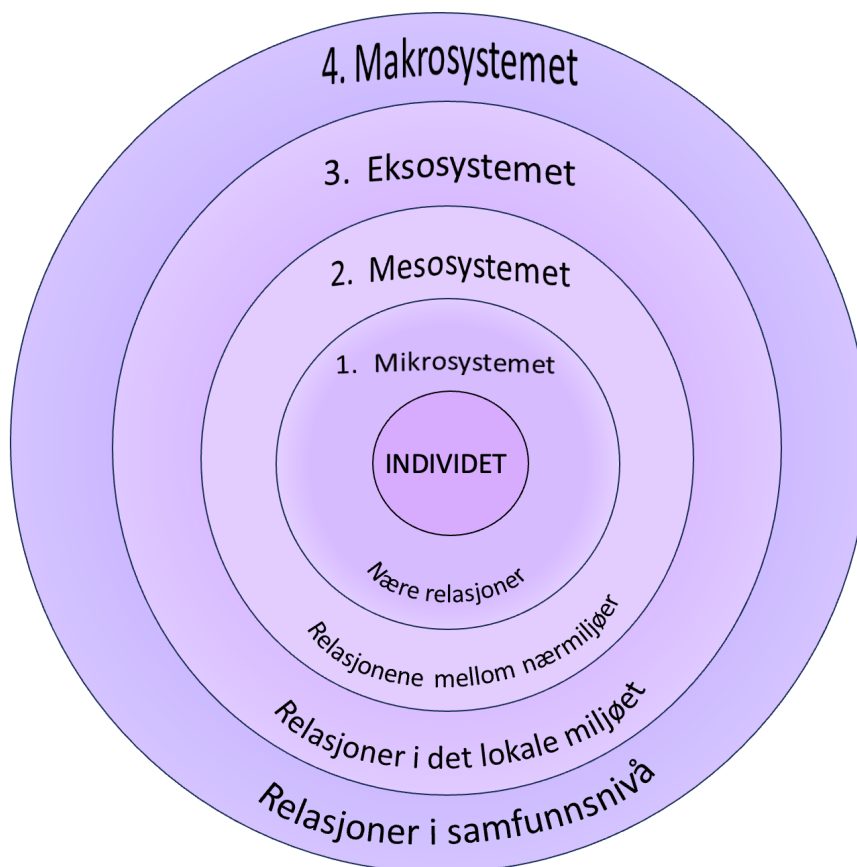 4. Makrosystemet
3. Eksosystemet
2. Mesosystemet
1. Mikrosystemet
INDIVIDET
Nære relasjoner
Relasjonene mellom nærmiljøer
Relasjoner i det lokale miljøet
Relasjoner i samfunnsnivå